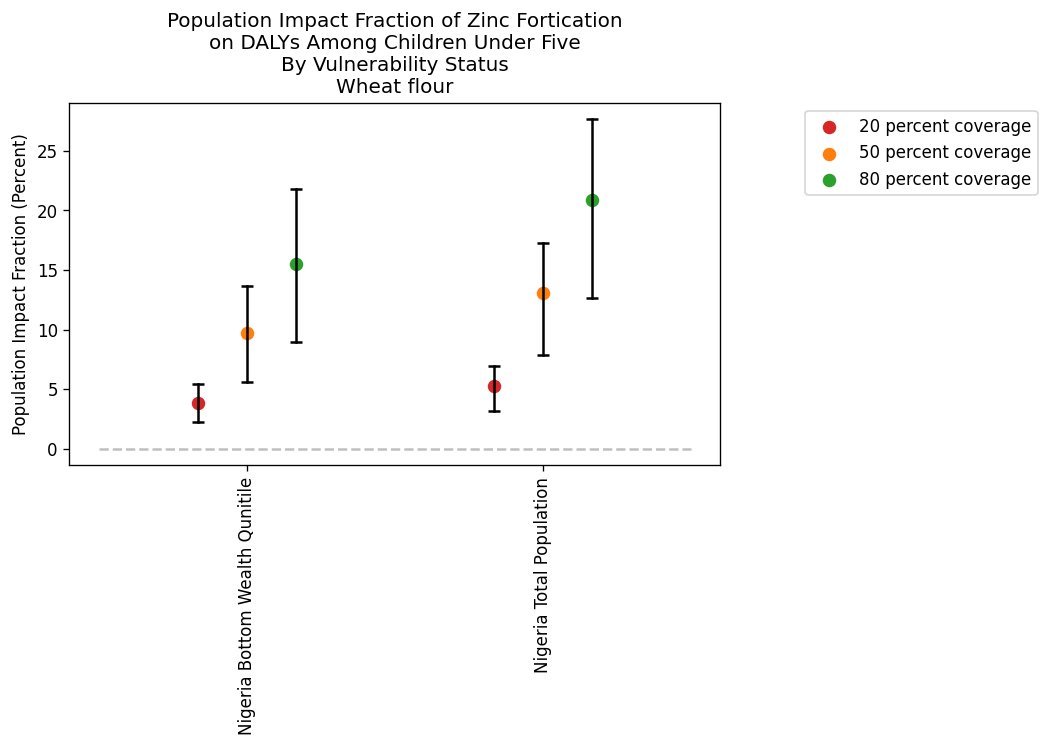 Population Impact Fraction of Zinc Fortication
on DALYs Among Children Under Five
By Vulnerability Status
Wheat flour
20 percent coverage
50 percent coverage
80 percent coverage
Population Impact Fraction (Percent)
25
20
15
10
5
0
Nigeria Bottom Wealth Qunitile
Nigeria Total Population